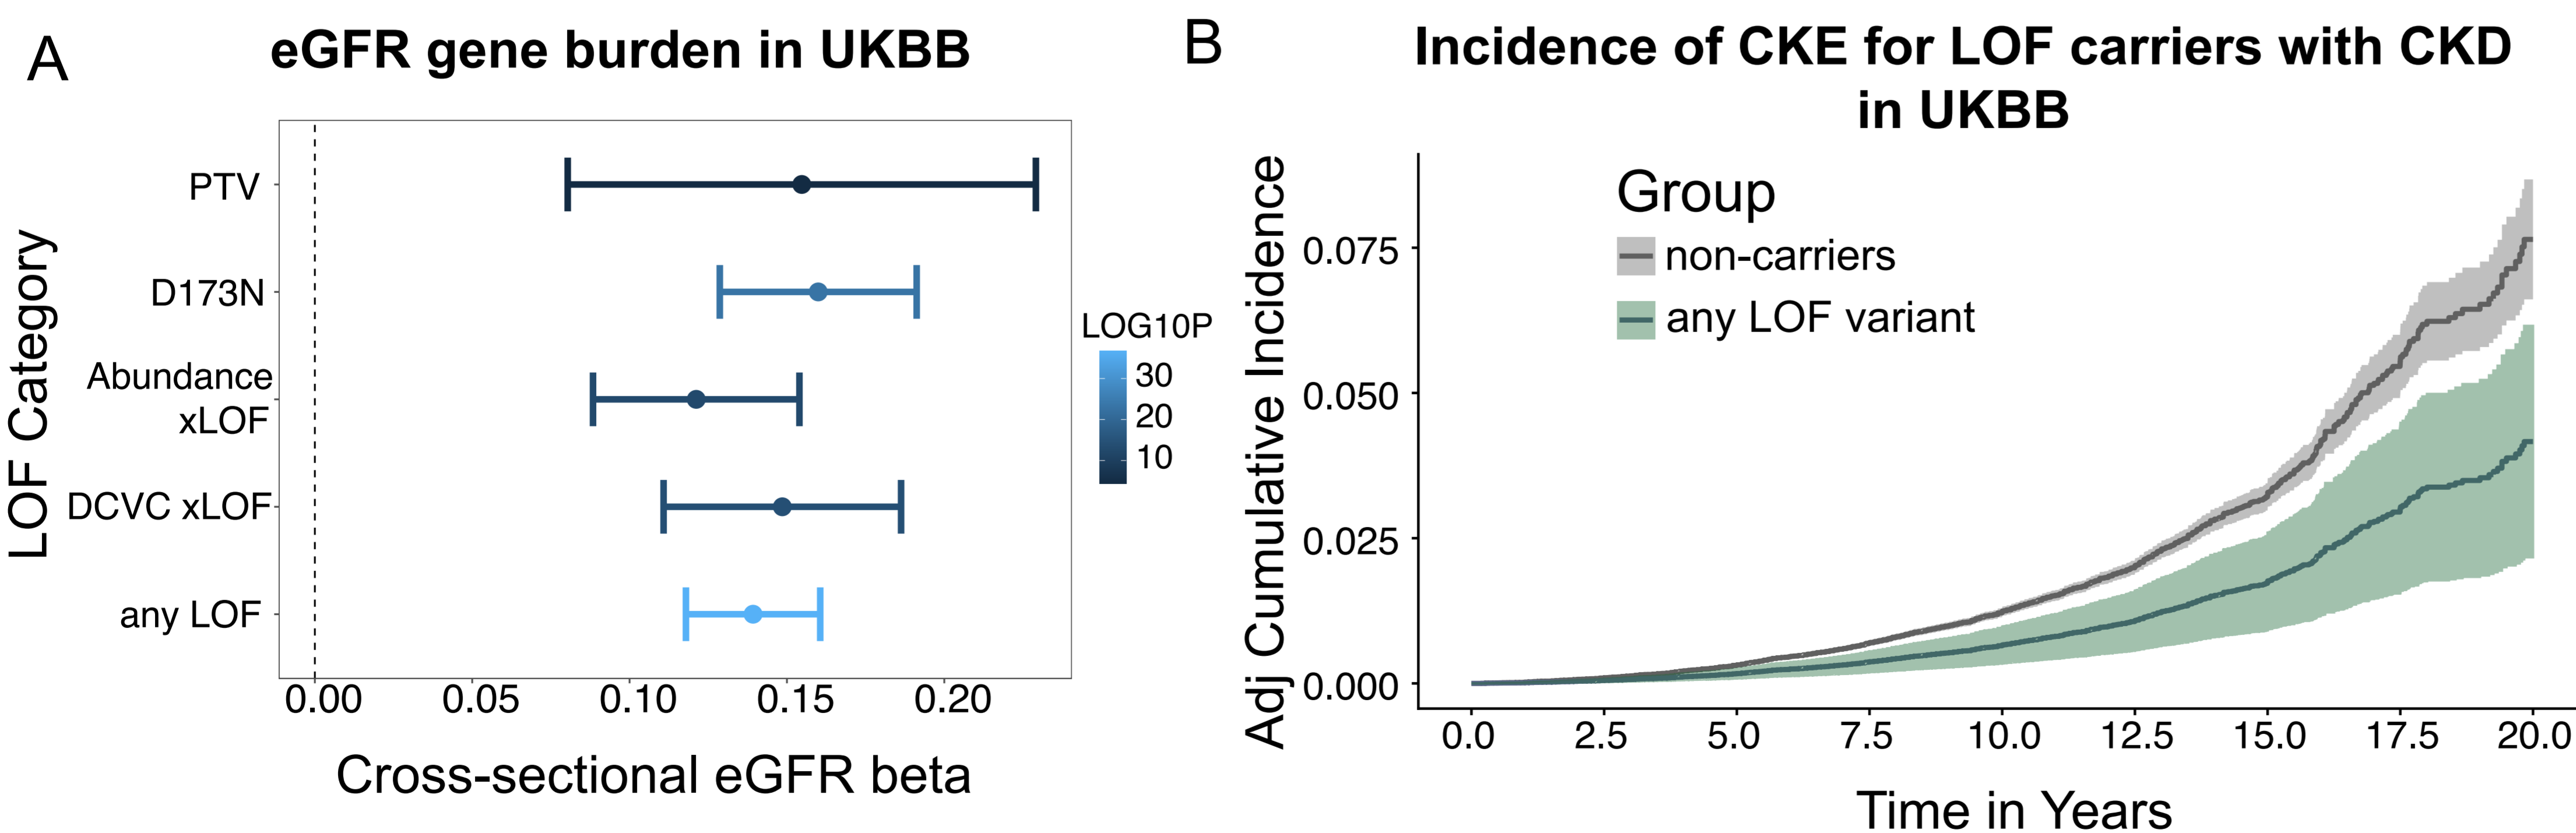 A
eGFR gene burden in UKBB
LOF Category
PTV
D173N
Abundance
xLOF
DCVC xLOF
any LOF
0.00 0.05 0.10 0.15 0.20
Cross-sectional eGFR beta
LOG10P
30
20
10
B
Incidence of CKE for LOF carriers with CKD
in UKBB
Adj Cumulative Incidence
0.075
0.050
0.025
0.000
Group
non-carriers
any LOF variant
0.0 2.5 5.0 7.5 10.0 12.5 15.0 17.5 20.0
Time in Years